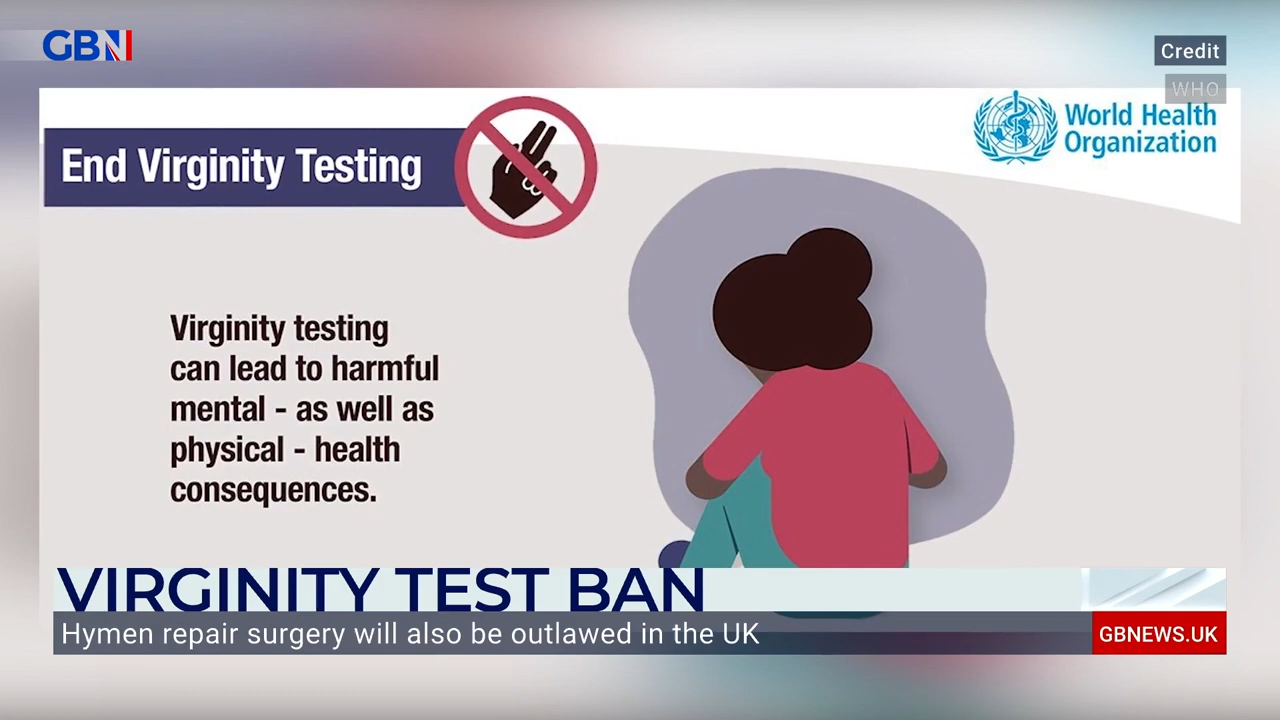 GBN
Credit
WHO
World Health
Organization
End Virginity Testing
Virginity testing
can lead to harmful
mental - as well as
physical - health
consequences.
VIRGINITY TEST BAN
Hymen repair surgery will also be outlawed in the UK
GBNEWS.UK